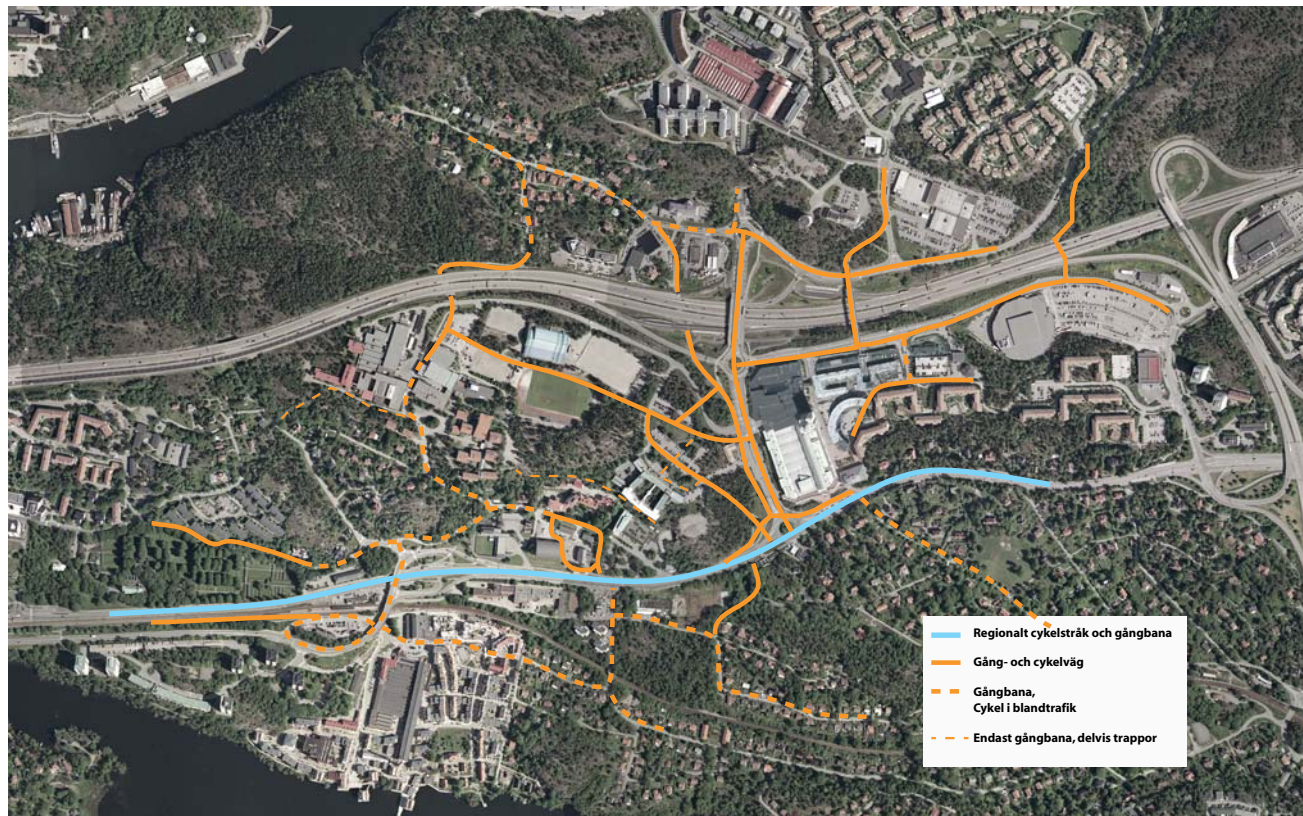 Regionalt cykelstråk och gångbana
Gång- och cykelväg
Gångbana,
Cykel i blandtrafik
Endast gångbana, delvis trappor